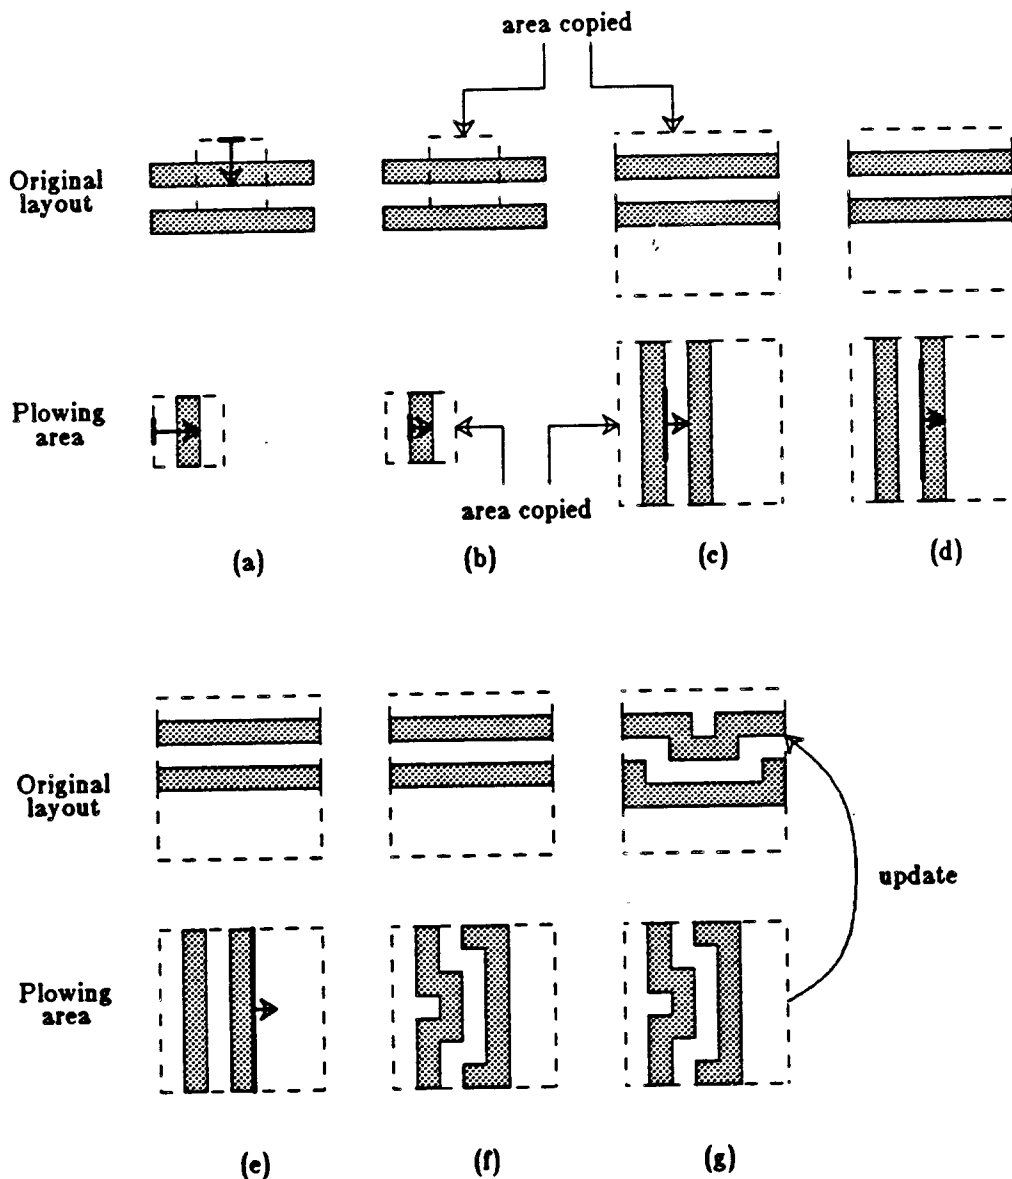 area copied
Original
layout
Plowing
area
area copied
(a)
(b)
(c)
(d)
Original
layout
update
Plowing
area
(e)
(f)
(g)